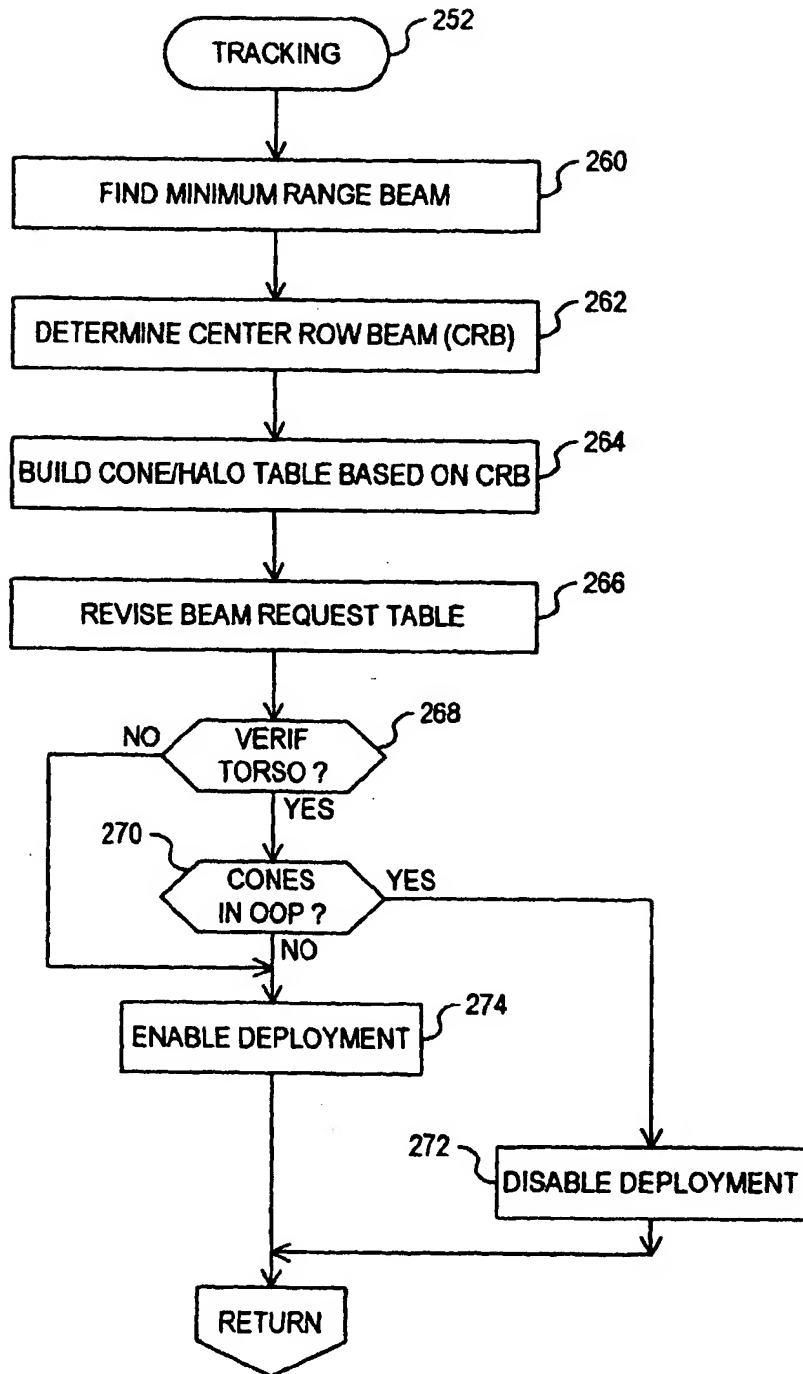 TRACKING
252
FIND MINIMUM RANGE BEAM
260
DETERMINE CENTER ROW BEAM (CRB)
262
BUILD CONE/HALO TABLE BASED ON CRB
264
REVISE BEAM REQUEST TABLE
266
NO
VERIF
TORSO ?
268
YES
270
CONES
IN OOP ?
YES
NO
ENABLE DEPLOYMENT
274
272
DISABLE DEPLOYMENT
RETURN